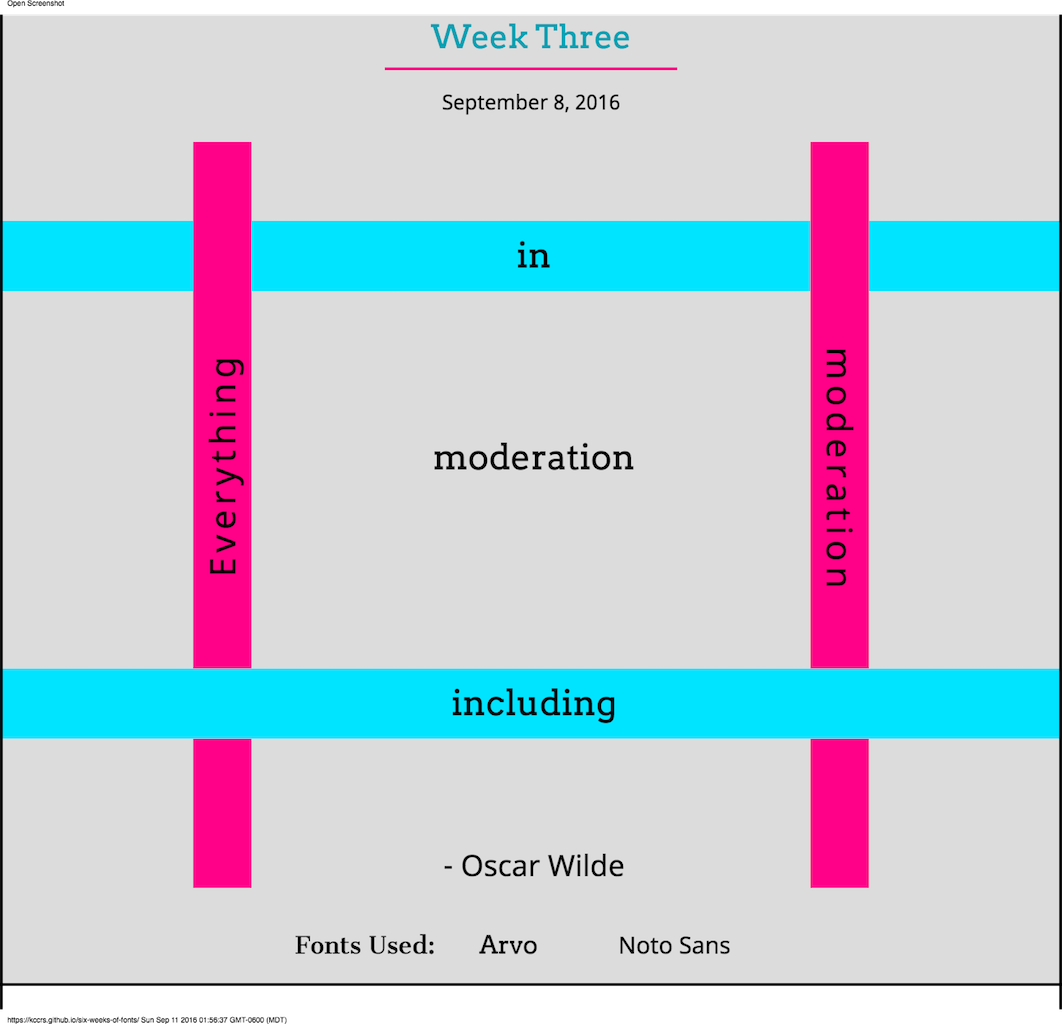 Open Screenshot
Week Three
September 8, 2016
Everything
in
moderation
including
moderation
- Oscar Wilde
Fonts Used: Arvo Noto Sans
https://kccrs.github.io/six-weeks-of-fonts/ Sun Sep 11 2016 01:56:37 GMT-0600 (MDT)